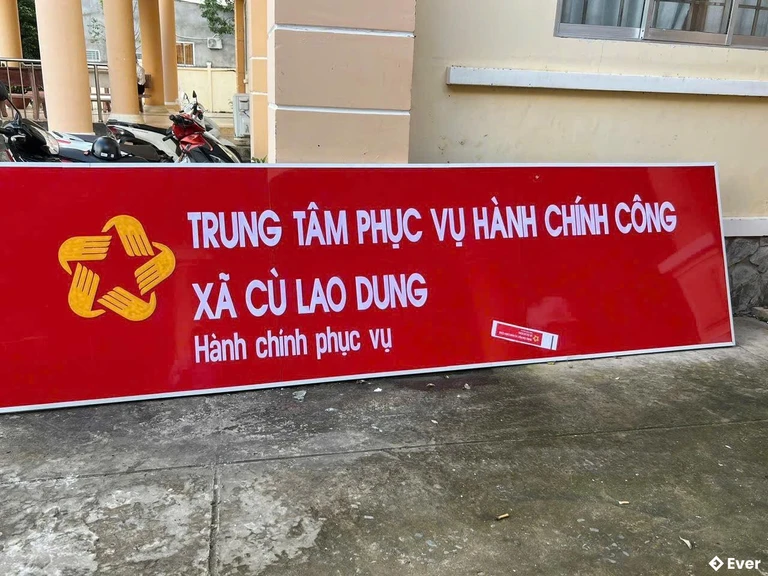 TRUNG TÂM PHỤC VỤ HÀNH CHÍNH CÔNG
XÃ CÙ LAO DUNG
Hành chính phục vụ
Ever